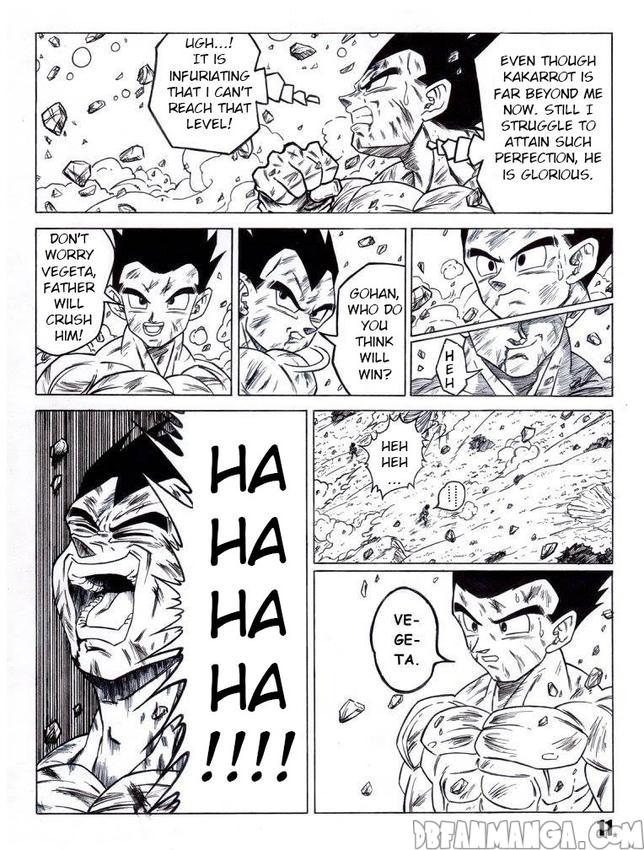 EVEN THOUGH
KAKARROT IS
FAR BEYOND ME
NOW. STILL I
STRUGGLE TO
ATTAIN SUCH
PERFECTION, HE
IS GLORIOUS.
UGH...!
IT IS
INFURIATING
THAT I CAN'T
REACH THAT
LEVEL!
HEH
GOHAN,
WHO DO
YOU
THINK
WILL
WIN?
DON'T
WORRY
VEGETA,
FATHER
WILL
CRUSH
HIM!
HEH
HEH
...
......
VE-
GE-
TA.
HA
HA
HA
HA
!!!!
11
DBFANMANGA.COM